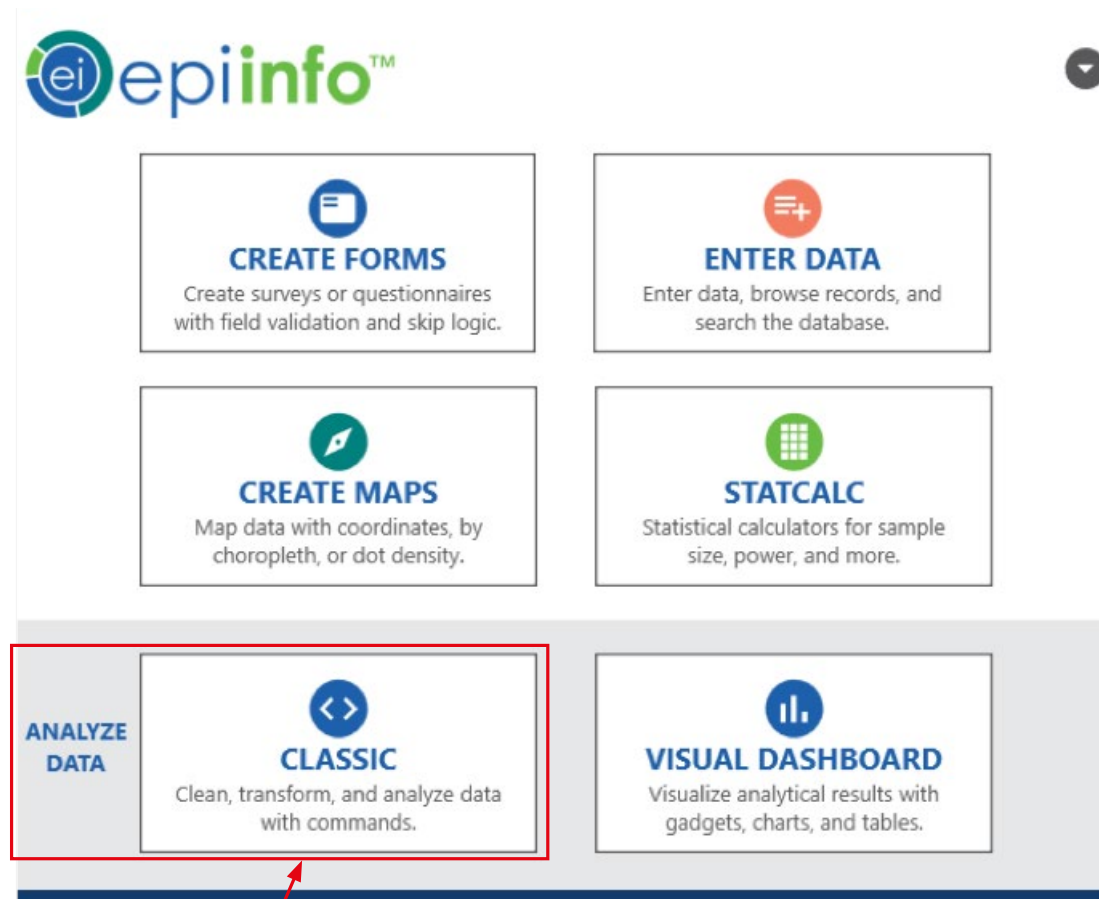 ei epiinfo™
CREATE FORMS
Create surveys or questionnaires
with field validation and skip logic.
ENTER DATA
Enter data, browse records, and
search the database.
CREATE MAPS
Map data with coordinates, by
choropleth, or dot density.
STATCALC
Statistical calculators for sample
size, power, and more.
ANALYZE
DATA
CLASSIC
Clean, transform, and analyze data
with commands.
VISUAL DASHBOARD
Visualize analytical results with
gadgets, charts, and tables.